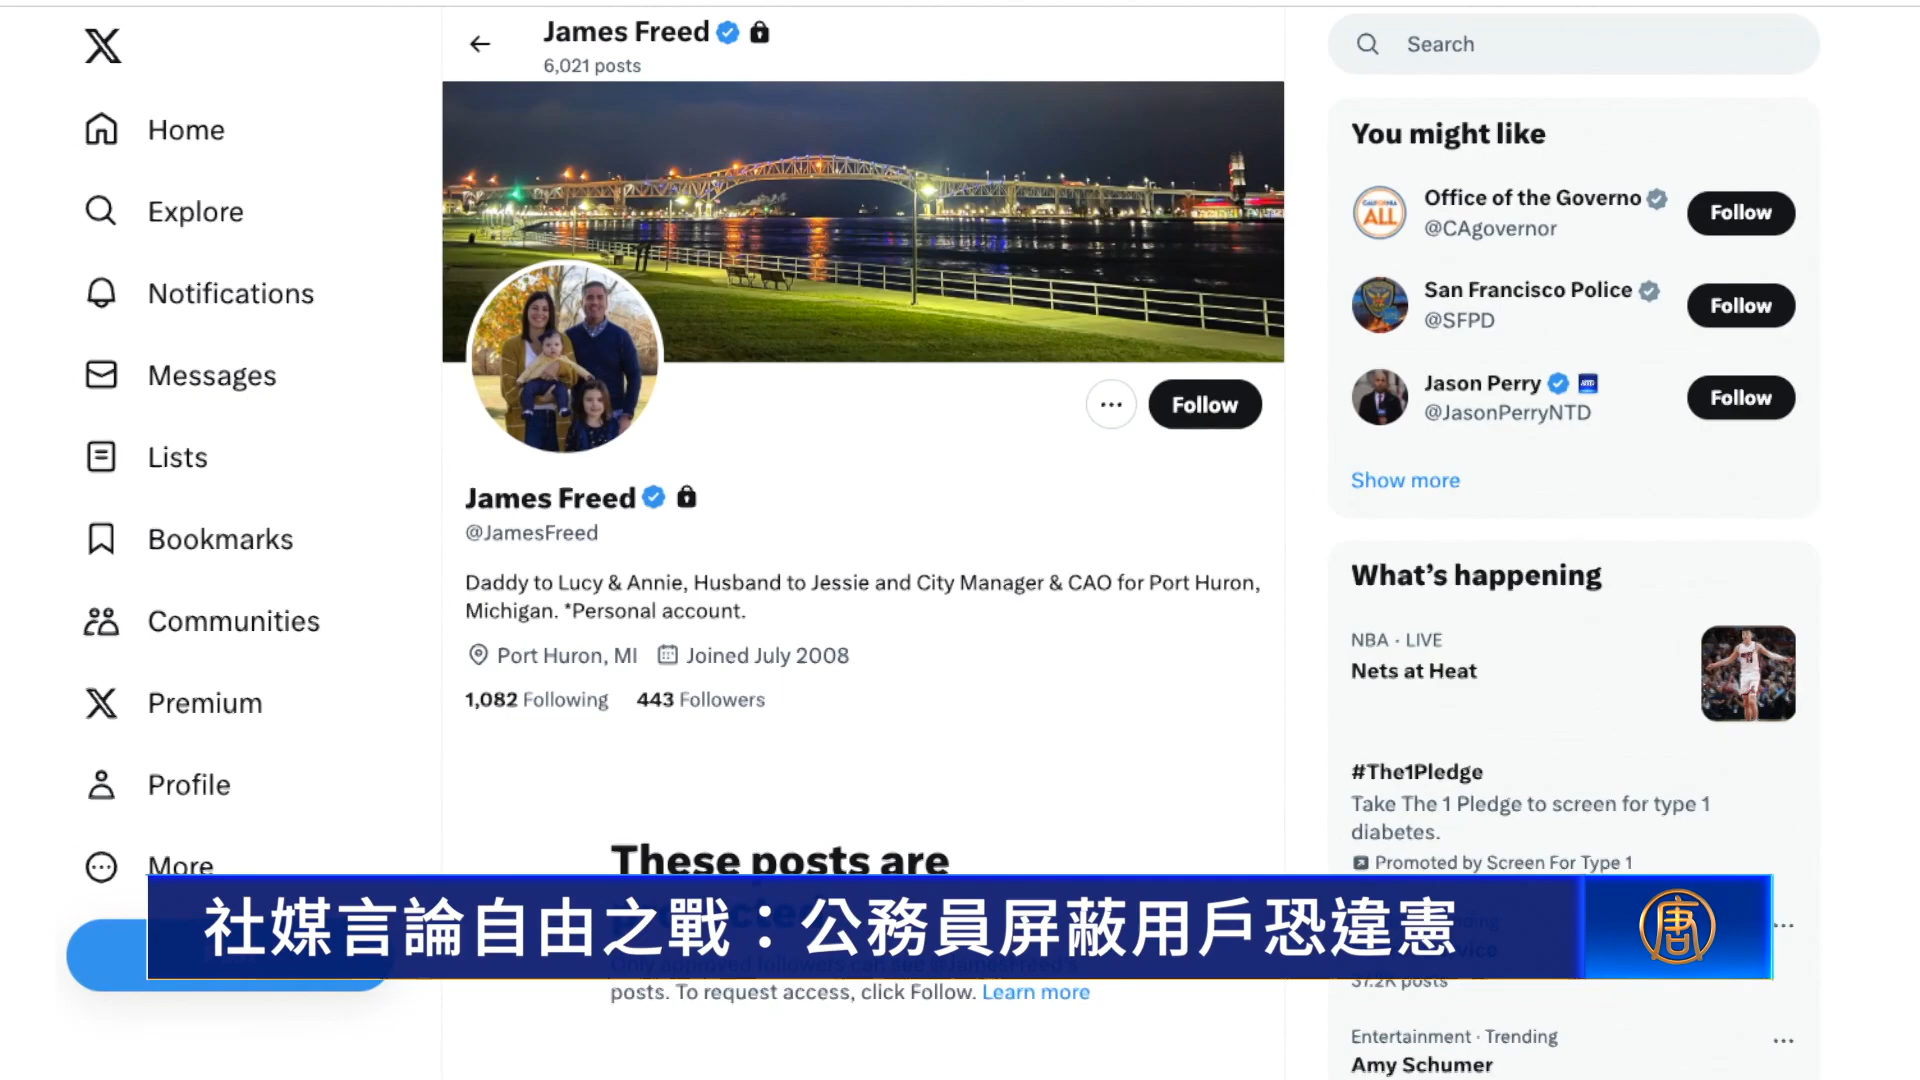 James Freed
6,021 posts
Search
Home
Explore
Notifications
Messages
Lists
Bookmarks
Communities
Premium
Profile
More
Follow
James Freed
@JamesFreed
Daddy to Lucy & Annie, Husband to Jessie and City Manager & CAO for Port Huron,
Michigan. *Personal account.
Port Huron, MI Joined July 2008
1,082 Following 443 Followers
These posts are
posts. To request access, click Follow. Learn more
You might like
Office of the Governo
@CAgovernor
Follow
San Francisco Police
@SFPD
Follow
Jason Perry
@JasonPerryNTD
Follow
Show more
What's happening
NBA · LIVE
Nets at Heat
#The1Pledge
Take The 1 Pledge to screen for type 1
diabetes.
Promoted by Screen For Type 1
37.2K posts
Entertainment · Trending
Amy Schumer
社媒言論自由之戰：公務員屏蔽用戶恐違憲
唐